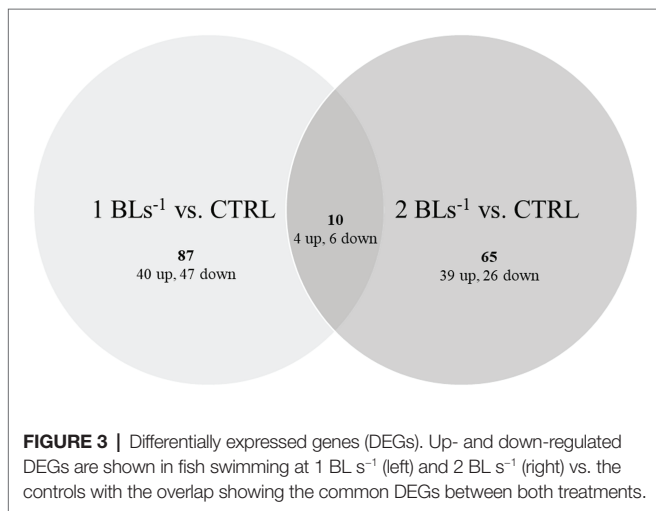 1 BLs⁻¹ vs. CTRL
87
40 up, 47 down
10
4 up, 6 down
2 BLs⁻¹ vs. CTRL
65
39 up, 26 down
FIGURE 3 | Differentially expressed genes (DEGs). Up- and down-regulated
DEGs are shown in fish swimming at 1 BL s⁻¹ (left) and 2 BL s⁻¹ (right) vs. the
controls with the overlap showing the common DEGs between both treatments.